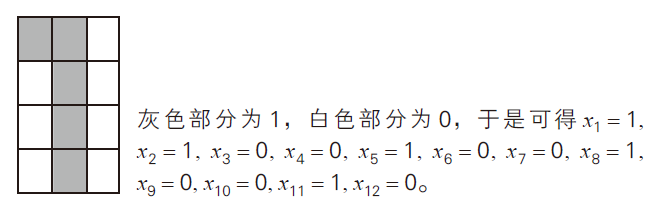 灰色部分为1，白色部分为0，于是可得x₁ = 1,
x₂ = 1, x₃ = 0, x₄ = 0, x₅ = 1, x₆ = 0, x₇ = 0, x₈ = 1,
x₉ = 0, x₁₀ = 0, x₁₁ = 1, x₁₂ = 0。